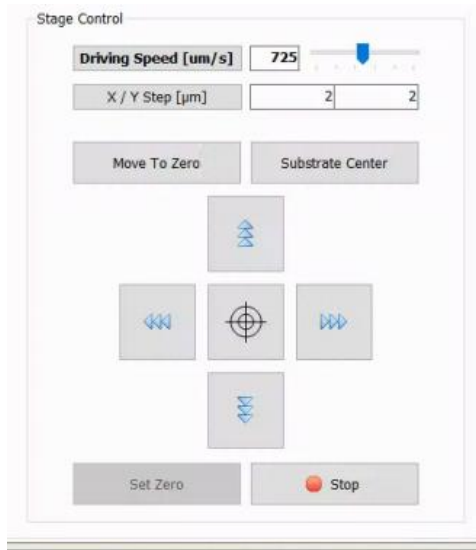 Stage Control
Driving Speed [um/s] 725
X / Y Step [µm] 2 2
Move To Zero Substrate Center
Set Zero Stop